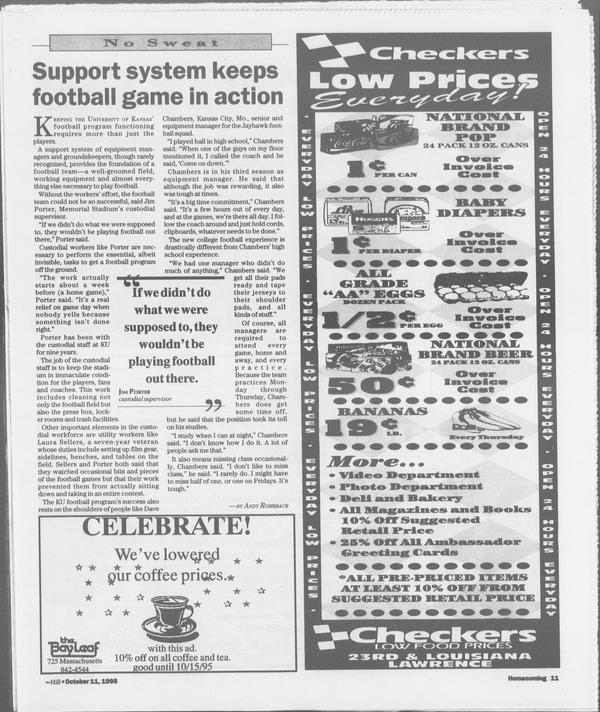 No Sweat
Support system keeps
football game in action
KEEPING THE UNIVERSITY OF KANSAS'
football program functioning
requires more than just the
players.
A support system of equipment man-
agers and groundskeepers, though rarely
recognized, provides the foundation of a
football team—a well-groomed field,
working equipment and almost every-
thing else necessary to play football.
Without the workers' effort, the football
team could not be so successful, said Jim
Porter, Memorial Stadium's custodial
supervisor.
"If we didn't do what we were supposed
to, they wouldn't be playing football out
there," Porter said.
Custodial workers like Porter are nec-
essary to perform the essential, albeit
invisible, tasks to get a football program
off the ground.
"The work actually
starts about a week
before (a home game),"
Porter said. "It's a real
relief on game day when
nobody yells because
something isn't done
right."
Porter has been with
the custodial staff at KU
for nine years.
The job of the custodial
staff is to keep the stadi-
um in immaculate condi-
tion for the players, fans
and coaches. This work
includes cleaning not
only the football field but
also the press box, lock-
er rooms and trash facilities.
Other important elements in the custo-
dial workforce are utility workers like
Laura Sellers, a seven-year veteran
whose duties include setting up film gear,
sidelines, benches, and tables on the
field. Sellers and Porter both said that
they watched occasional bits and pieces
of the football games but that their work
prevented them from actually sitting
down and taking in an entire contest.
The KU football program's success also
rests on the shoulders of people like Dave
Chambers, Kansas City, Mo., senior and
equipment manager for the Jayhawk foot-
ball squad.
"I played ball in high school," Chambers
said. "When one of the guys on my floor
mentioned it, I called the coach and he
said, 'Come on down.'"
Chambers is in his third season as
equipment manager. He said that
although the job was rewarding, it also
was tough at times.
"It's a big time commitment," Chambers
said. "It's a few hours out of every day,
and at the games, we're there all day. I fol-
low the coach around and just hold cords,
clipboards, whatever needs to be done."
The new college football experience is
drastically different from Chambers' high
school experience.
"We had one manager who didn't do
much of anything," Chambers said. "We
get all their pads
ready and tape
their jerseys to
their shoulder
pads, and all
kinds of stuff."
Of course, all
managers are
required to
attend every
game, home and
away, and every
practice.
Because the team
practices Mon-
day through
Thursday, Cham-
bers does get
some time off,
but he said that the position took its toll
on his studies.
"I study when I can at night," Chambers
said. "I don't know how I do it. A lot of
people ask me that."
It also means missing class occasional-
ly, Chambers said. "I don't like to miss
class," he said. "I rarely do. I might have
to miss half of one, or one on Fridays. It's
tough."
—BY ANDY ROHRBACK
“
If we didn't do
what we were
supposed to, they
wouldn't be
playing football
out there.
JIM PORTER
custodial supervisor
”
CELEBRATE!
We've lowered
our coffee prices.
the
Bay Leaf
725 Massachusetts
842-4544
with this ad.
10% off on all coffee and tea.
good until 10/15/95
Checkers
Low Prices
Everyday!
NATIONAL
BRAND
POP
24 PACK 12 OZ. CANS
1¢
PER CAN
Over
Invoice
Cost
HUGGIES
BABY
DIAPERS
1¢
PER DIAPER
Over
Invoice
Cost
ALL
GRADE
"AA" EGGS
DOZEN PACK
1/2¢
PER EGG
Over
Invoice
Cost
NATIONAL
BRAND BEER
24 PACK 12 OZ. CANS
50¢
Over
Invoice
Cost
BANANAS
19¢
LB.
Every Thursday
More...
• Video Department
• Photo Department
• Deli and Bakery
• All Magazines and Books
10% Off Suggested
Retail Price
• 25% Off All Ambassador
Greeting Cards
*ALL PRE-PRICED ITEMS
AT LEAST 10% OFF FROM
SUGGESTED RETAIL PRICE
Checkers
LOW FOOD PRICES
23RD & LOUISIANA
LAWRENCE
• EVERYDAY LOW PRICES • EVERYDAY LOW PRICES • EVERYDAY LOW PRICES •
OPEN 24 HOURS EVERYDAY • OPEN 24 HOURS EVERYDAY • OPEN 24 HOURS EVERYDAY
Hill • October 11, 1995
Homecoming 11